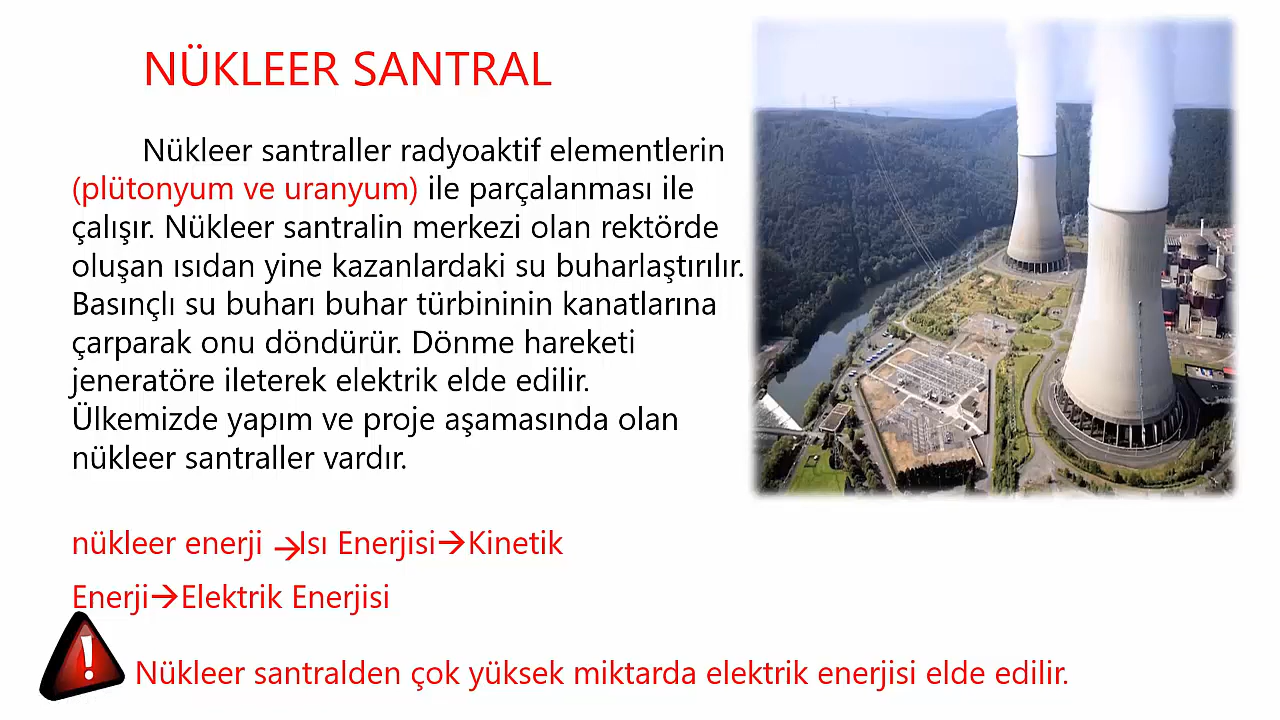 NÜKLEER SANTRAL
Nükleer santraller radyoaktif elementlerin
(plütonyum ve uranyum) ile parçalanması ile
çalışır. Nükleer santralin merkezi olan rektörde
oluşan ısıdan yine kazanlardaki su buharlaştırılır.
Basınçlı su buharı buhar türbininin kanatlarına
çarparak onu döndürür. Dönme hareketi
jeneratöre ileterek elektrik elde edilir.
Ülkemizde yapım ve proje aşamasında olan
nükleer santraller vardır.
nükleer enerji →Isı Enerjisi→Kinetik
Enerji→Elektrik Enerjisi
! Nükleer santralden çok yüksek miktarda elektrik enerjisi elde edilir.